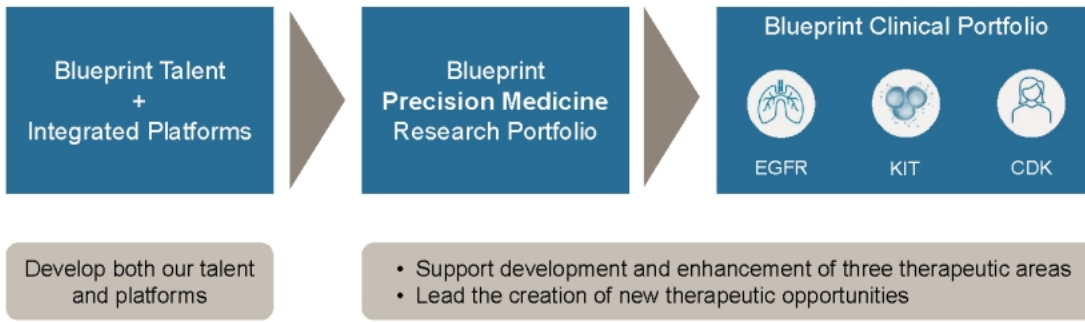 Blueprint Talent
+
Integrated Platforms
Blueprint
Precision Medicine
Research Portfolio
Blueprint Clinical Portfolio
EGFR
KIT
CDK
Develop both our talent
and platforms
• Support development and enhancement of three therapeutic areas
• Lead the creation of new therapeutic opportunities